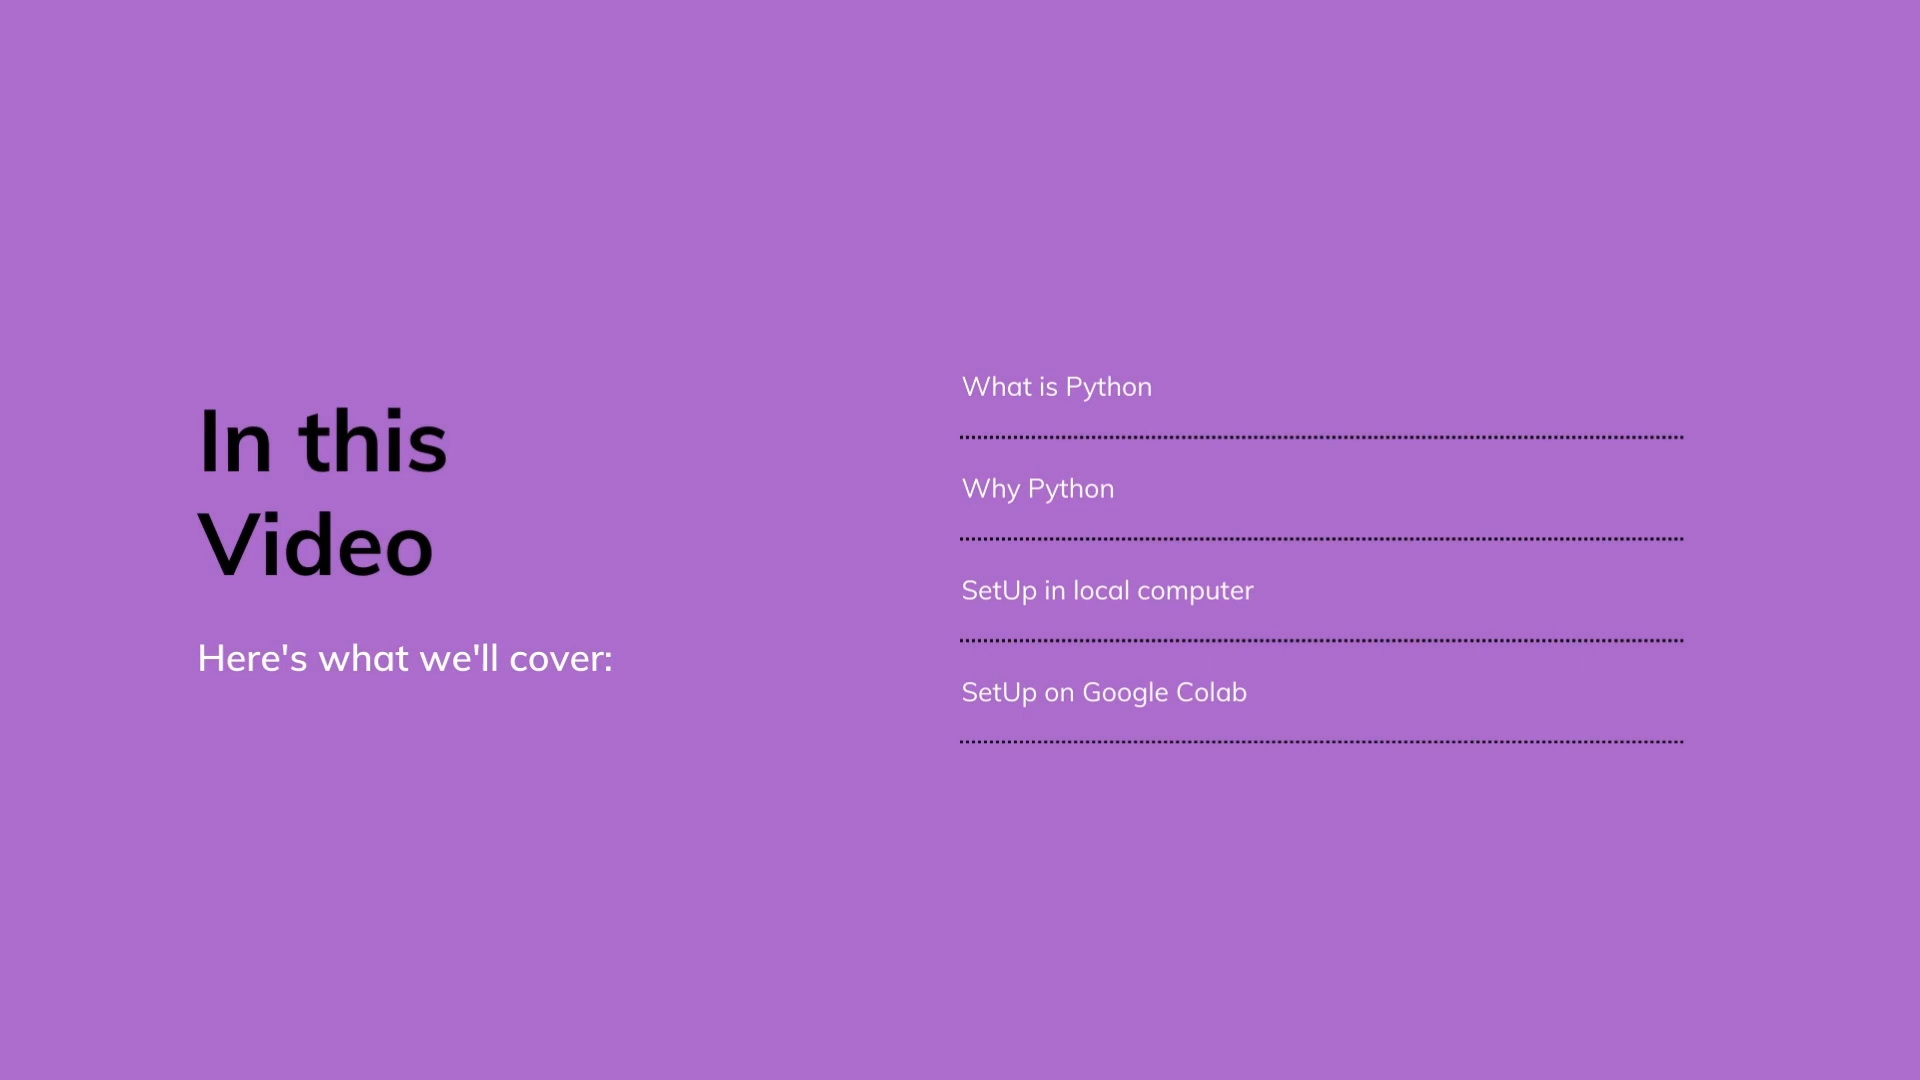 In this
Video
Here's what we'll cover:
What is Python
Why Python
SetUp in local computer
SetUp on Google Colab